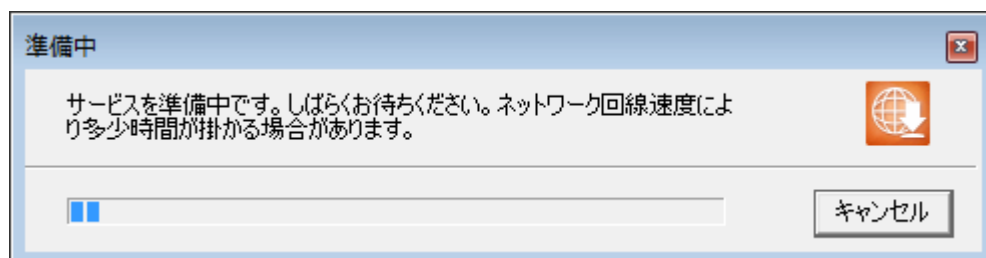 準備中
サービスを準備中です。しばらくお待ちください。ネットワーク回線速度によ
り多少時間が掛かる場合があります。
キャンセル